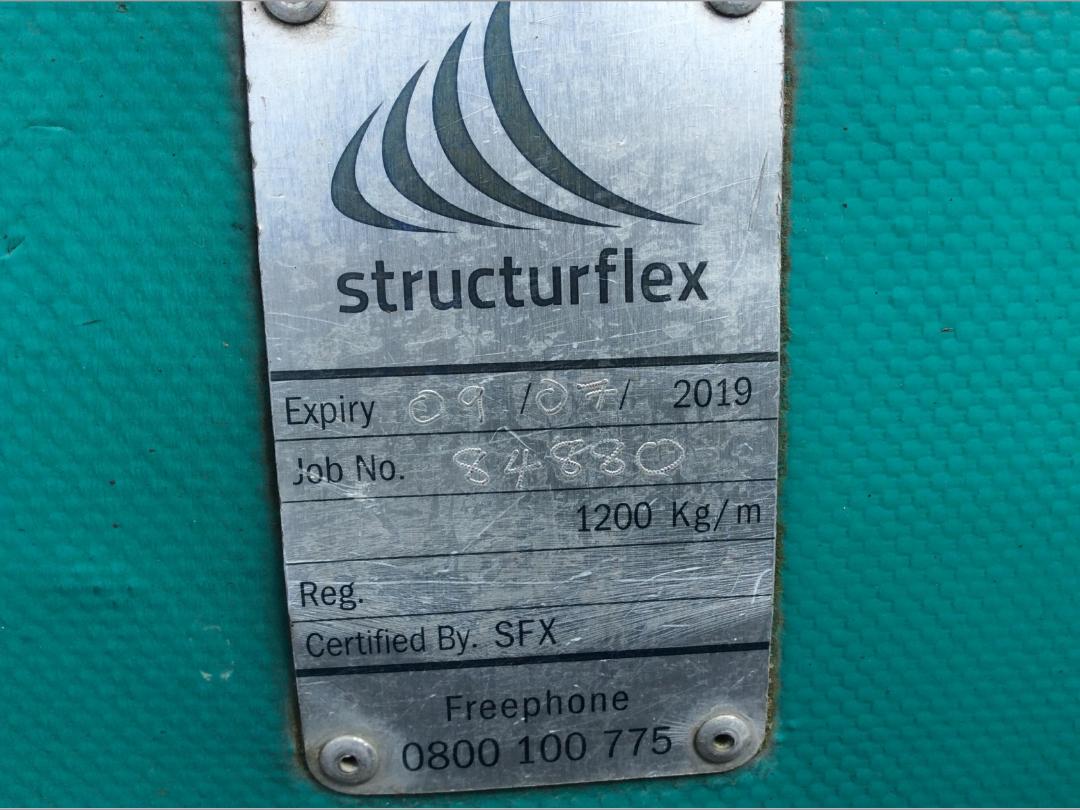 structurflex
Expiry 09/07/ 2019
Job No. 84880
1200 Kg/m
Reg.
Certified By. SFX
Freephone
0800 100 775